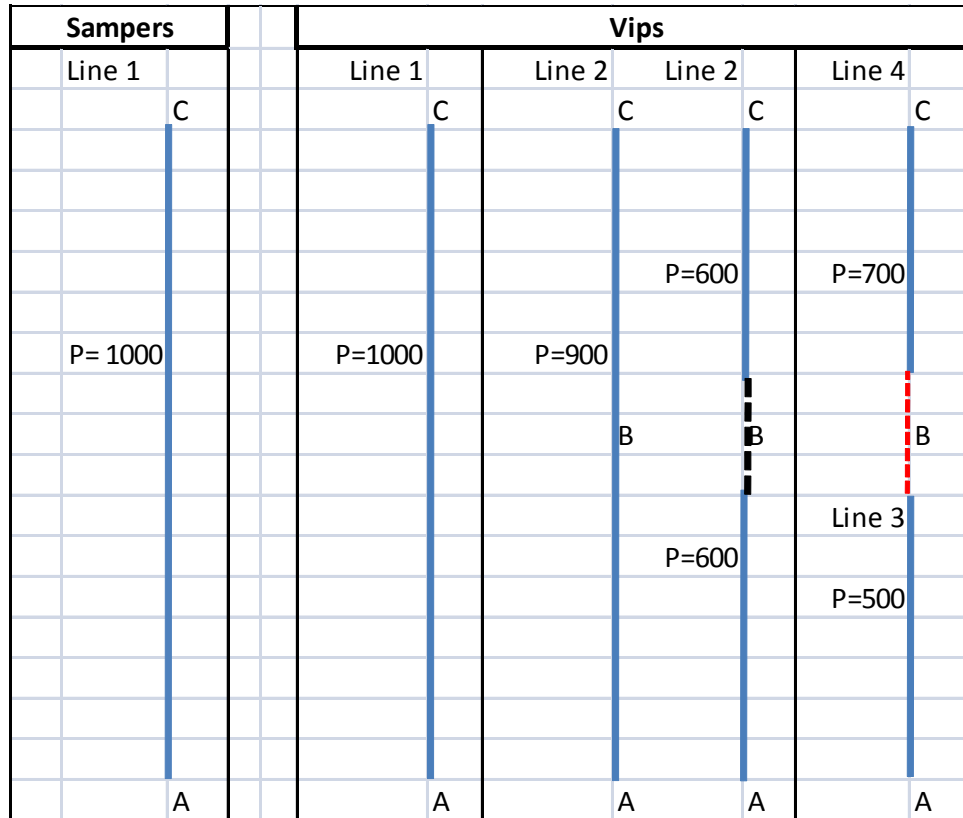 Sampers Vips
Line 1 Line 1 Line 2 Line 2 Line 4
C C C C C
P=600 P=700
P= 1000 P=1000 P=900
B B B
Line 3
P=600
P=500
A A A A A